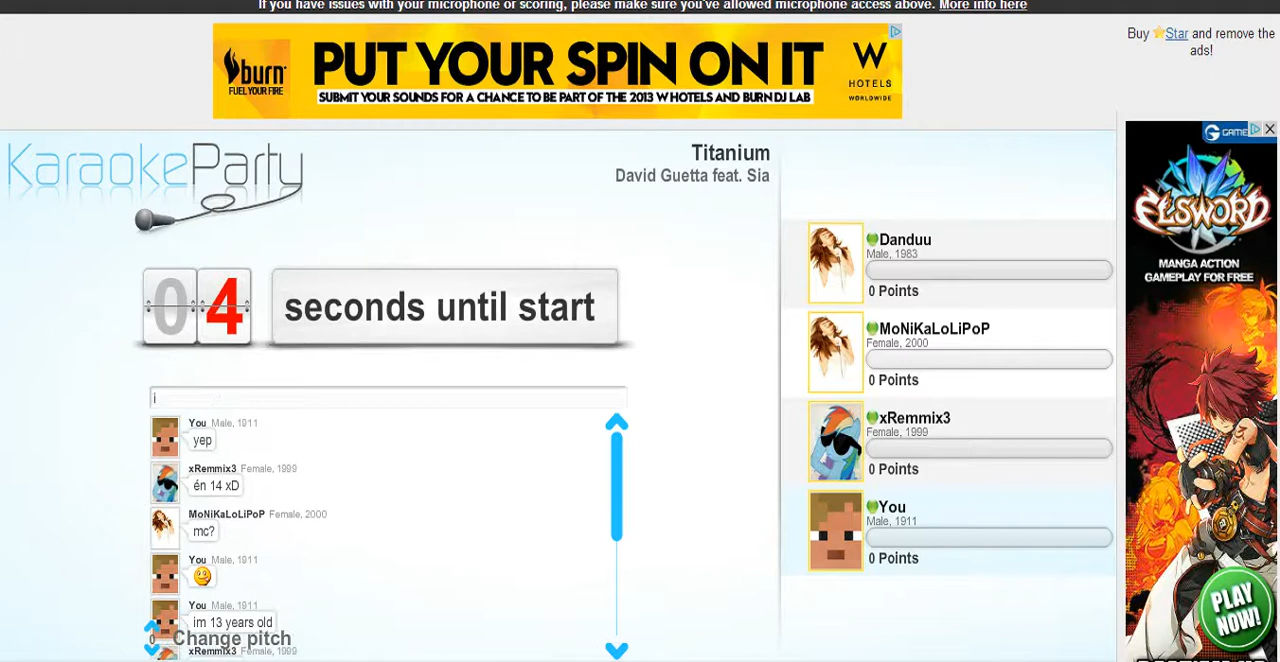 If you have issues with your microphone or scoring, please make sure you've allowed microphone access above. More info here
burn
FUEL YOUR FIRE
PUT YOUR SPIN ON IT
SUBMIT YOUR SOUNDS FOR A CHANCE TO BE PART OF THE 2013 W HOTELS AND BURN DJ LAB
W
HOTELS
WORLDWIDE
Buy Star and remove the
ads!
KaraokeParty
Titanium
David Guetta feat. Sia
04 seconds until start
i
You Male, 1911
yep
xRemmix3 Female, 1999
én 14 xD
MoNiKaLoLiPoP Female, 2000
mc?
You Male, 1911
You Male, 1911
im 13 years old
0 Change pitch
xRemmix3 Female, 1999
Danduu
Male, 1983
0 Points
MoNiKaLoLiPoP
Female, 2000
0 Points
xRemmix3
Female, 1999
0 Points
You
Male, 1911
0 Points
GAME
ELSWORD
MANGA ACTION
GAMEPLAY FOR FREE
PLAY
NOW!